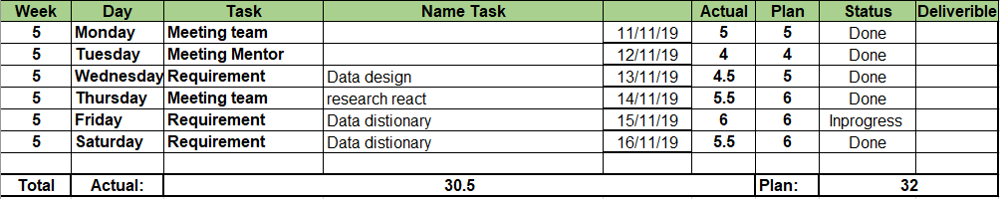 Week Day Task Name Task Actual Plan Status Deliverible
5 Monday Meeting team 11/11/19 5 5 Done
5 Tuesday Meeting Mentor 12/11/19 4 4 Done
5 Wednesday Requirement Data design 13/11/19 4.5 5 Done
5 Thursday Meeting team research react 14/11/19 5.5 6 Done
5 Friday Requirement Data distionary 15/11/19 6 6 Inprogress
5 Saturday Requirement Data distionary 16/11/19 5.5 6 Done
Total Actual: 30.5 Plan: 32